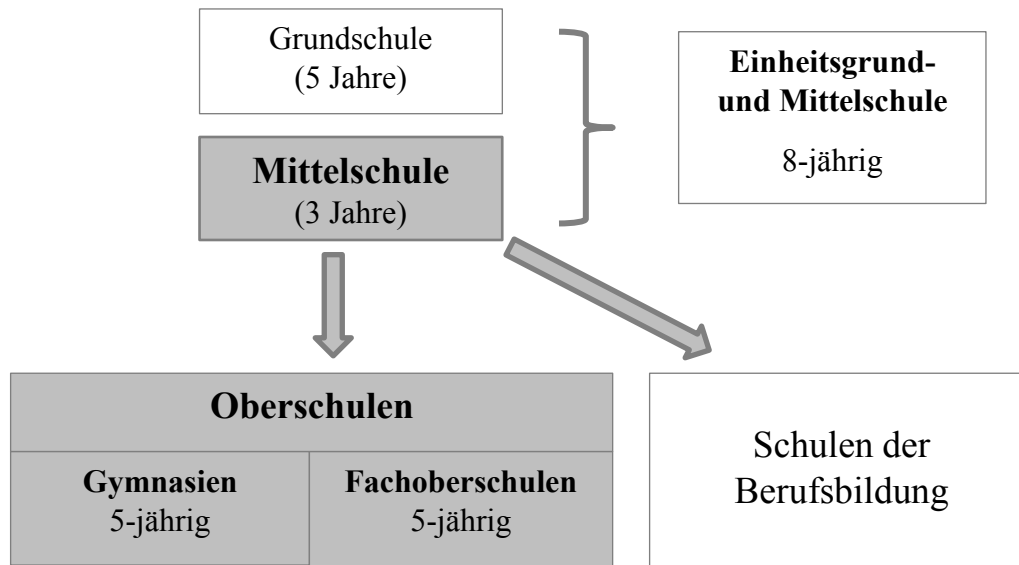 Grundschule
(5 Jahre)
Einheitsgrund-
und Mittelschule
8-jährig
Mittelschule
(3 Jahre)
Oberschulen
Gymnasien
5-jährig
Fachoberschulen
5-jährig
Schulen der
Berufsbildung